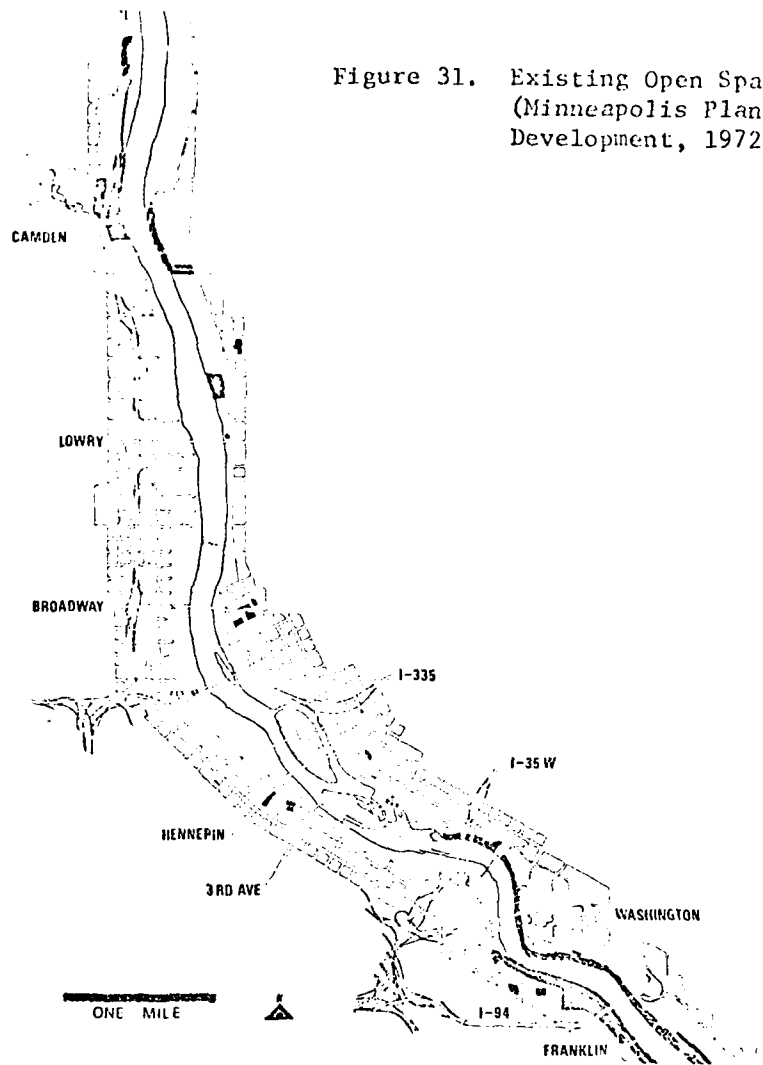 Figure 31. Existing Open Spa
(Minneapolis Plan
Development, 1972
CAMDEN
LOWRY
BROADWAY
I-335
I-35W
HENNEPIN
3RD AVE
WASHINGTON
ONE MILE
I-94
FRANKLIN